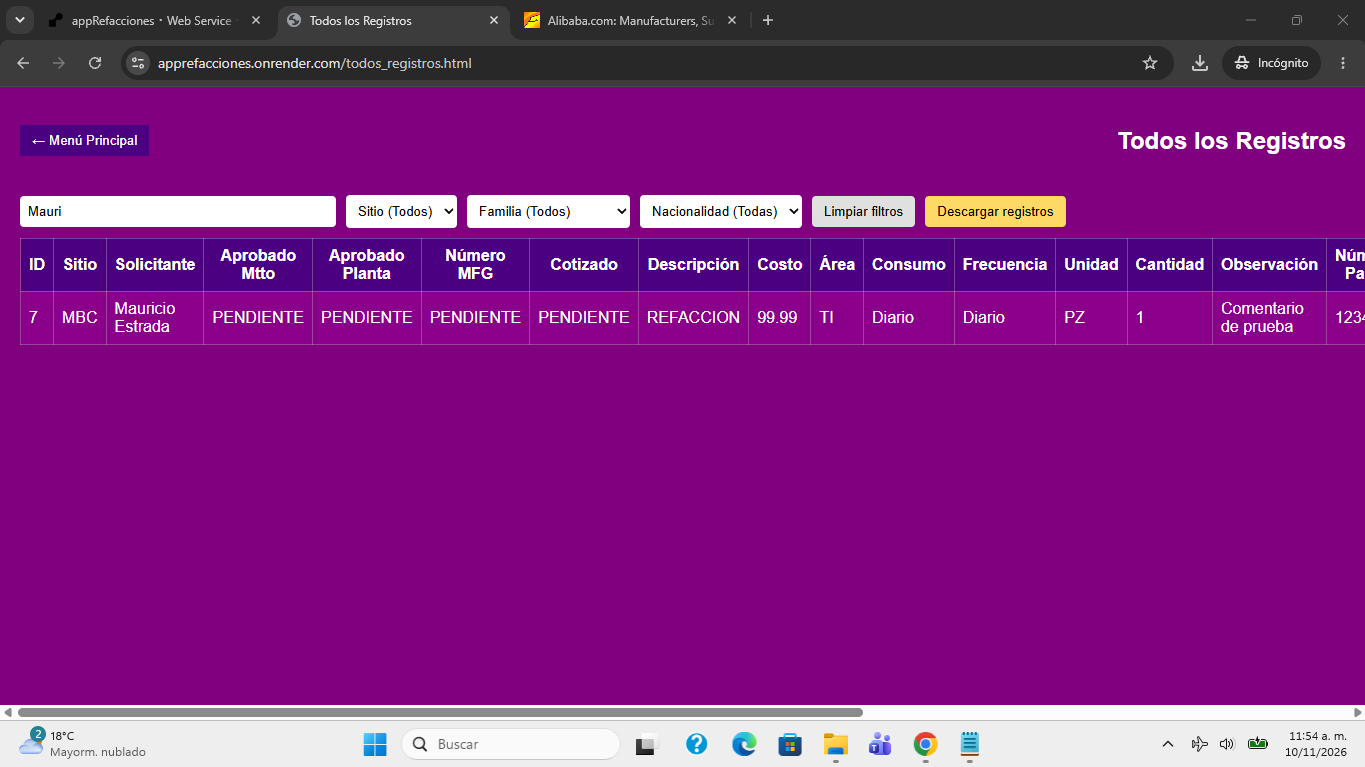 appRefacciones · Web Service
Todos los Registros
Alibaba.com: Manufacturers, Su
apprefacciones.onrender.com/todos_registros.html
Incógnito
← Menú Principal
Todos los Registros
Mauri
Sitio (Todos)
Familia (Todos)
Nacionalidad (Todas)
Limpiar filtros
Descargar registros
ID Sitio Solicitante Aprobado Mtto Aprobado Planta Número MFG Cotizado Descripción Costo Área Consumo Frecuencia Unidad Cantidad Observación Núm Pa
7 MBC Mauricio Estrada PENDIENTE PENDIENTE PENDIENTE PENDIENTE REFACCION 99.99 TI Diario Diario PZ 1 Comentario de prueba 1234
2
18°C
Mayorm. nublado
Buscar
11:54 a. m.
10/11/2026